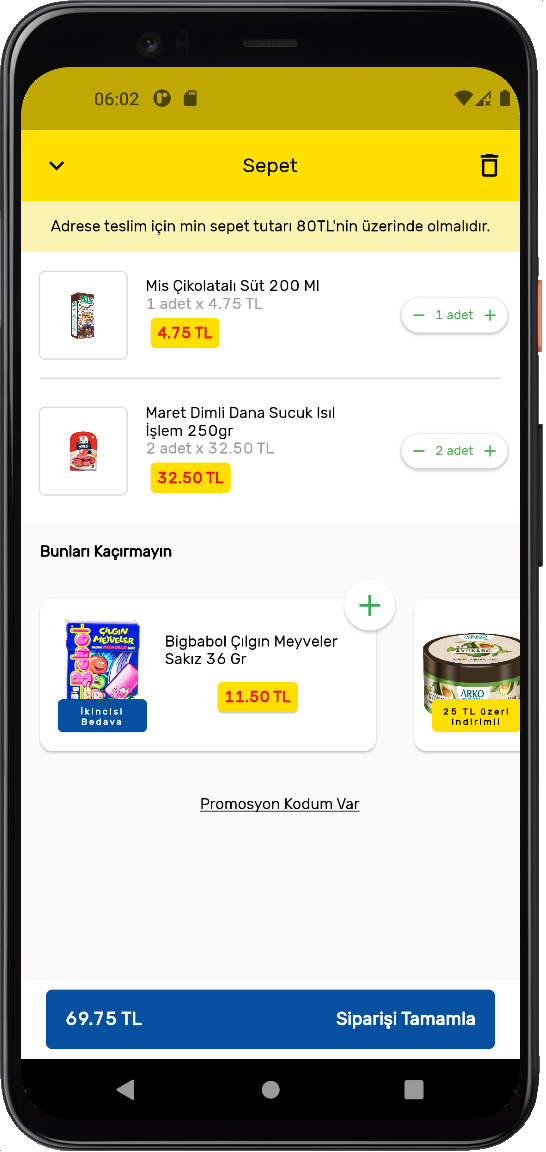 06:02
Sepet
Adrese teslim için min sepet tutarı 80TL'nin üzerinde olmalıdır.
Mis Çikolatalı Süt 200 Ml
1 adet x 4.75 TL
4.75 TL
1 adet
Maret Dimli Dana Sucuk Isıl
İşlem 250gr
2 adet x 32.50 TL
32.50 TL
2 adet
Bunları Kaçırmayın
ÇILGIN
MEYVELER
Babol
BIG
İkincisi
Bedava
Bigbabol Çılgın Meyveler
Sakız 36 Gr
11.50 TL
ARKO
25 TL üzeri
indirimli
Promosyon Kodum Var
69.75 TL
Siparişi Tamamla